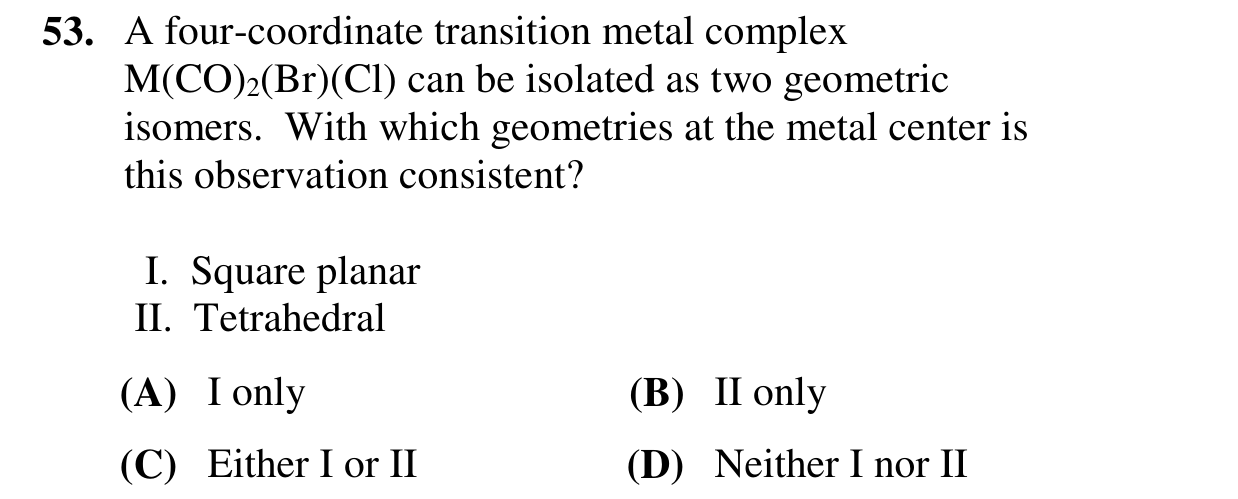 53. A four-coordinate transition metal complex
M(CO)₂(Br)(Cl) can be isolated as two geometric
isomers. With which geometries at the metal center is
this observation consistent?
I. Square planar
II. Tetrahedral
(A) I only (B) II only
(C) Either I or II (D) Neither I nor II